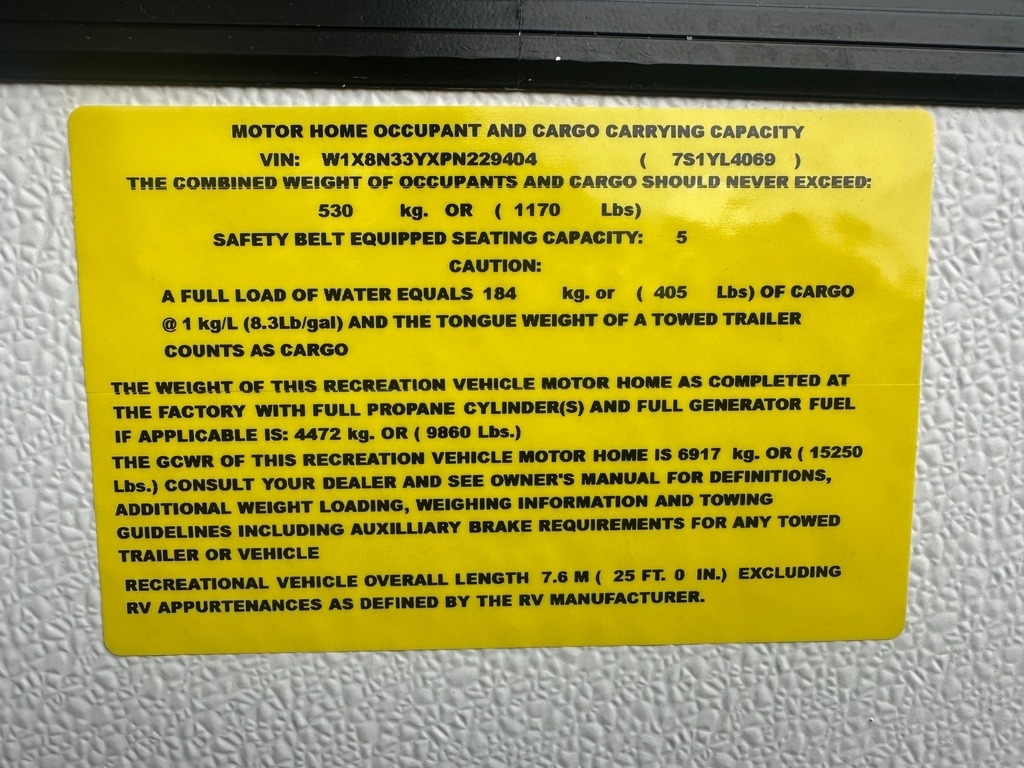 MOTOR HOME OCCUPANT AND CARGO CARRYING CAPACITY
VIN: W1X8N33YXPN229404 ( 7S1YL4069 )
THE COMBINED WEIGHT OF OCCUPANTS AND CARGO SHOULD NEVER EXCEED:
530 kg. OR ( 1170 Lbs)
SAFETY BELT EQUIPPED SEATING CAPACITY: 5
CAUTION:
A FULL LOAD OF WATER EQUALS 184 kg. or ( 405 Lbs) OF CARGO
@ 1 kg/L (8.3Lb/gal) AND THE TONGUE WEIGHT OF A TOWED TRAILER
COUNTS AS CARGO
THE WEIGHT OF THIS RECREATION VEHICLE MOTOR HOME AS COMPLETED AT
THE FACTORY WITH FULL PROPANE CYLINDER(S) AND FULL GENERATOR FUEL
IF APPLICABLE IS: 4472 kg. OR ( 9860 Lbs.)
THE GCWR OF THIS RECREATION VEHICLE MOTOR HOME IS 6917 kg. OR ( 15250
Lbs.) CONSULT YOUR DEALER AND SEE OWNER'S MANUAL FOR DEFINITIONS,
ADDITIONAL WEIGHT LOADING, WEIGHING INFORMATION AND TOWING
GUIDELINES INCLUDING AUXILLIARY BRAKE REQUIREMENTS FOR ANY TOWED
TRAILER OR VEHICLE
RECREATIONAL VEHICLE OVERALL LENGTH 7.6 M ( 25 FT. 0 IN.) EXCLUDING
RV APPURTENANCES AS DEFINED BY THE RV MANUFACTURER.